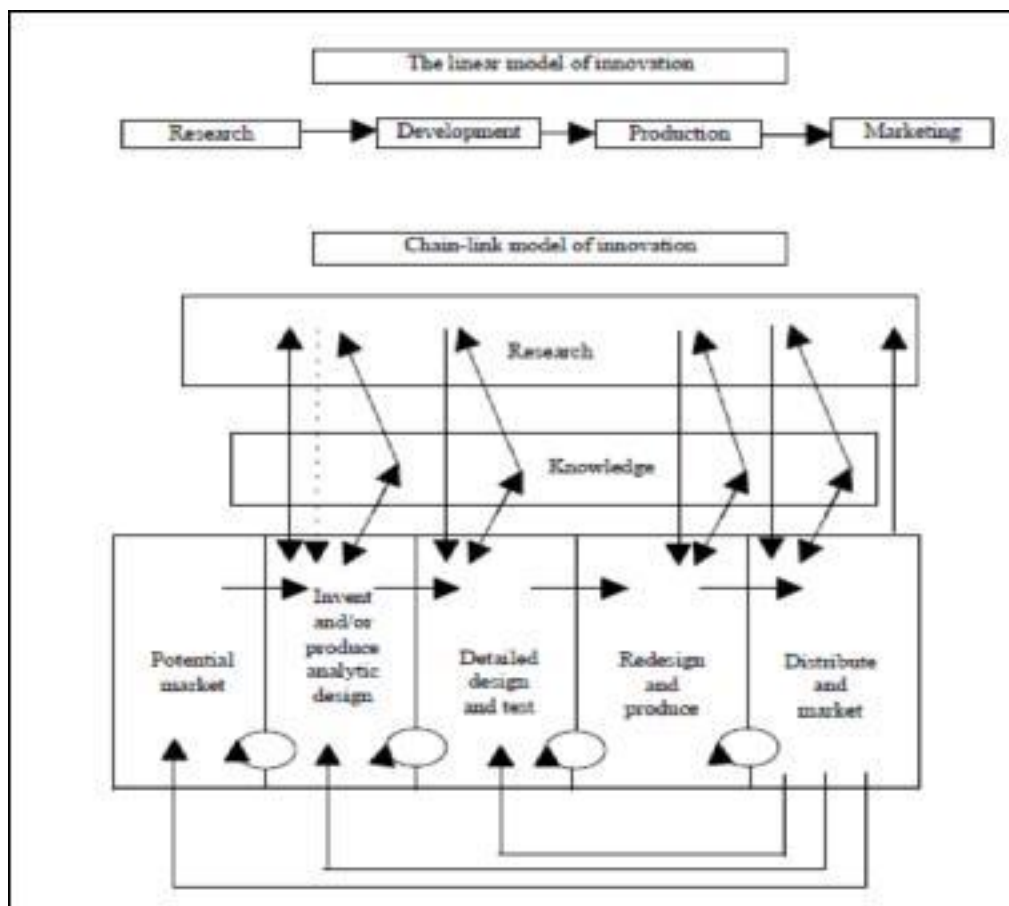 The linear model of innovation
Research
Development
Production
Marketing
Chain-link model of innovation
Research
Knowledge
Potential
market
Invent
and/or
produce
analytic
design
Detailed
design
and test
Redesign
and
produce
Distribute
and
market